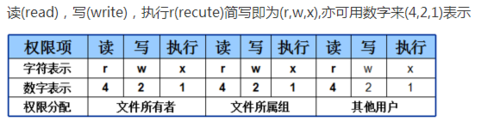 读(read)，写(write)，执行r(recute)简写即为(r,w,x),亦可用数字来(4,2,1)表示
权限项 读 写 执行 读 写 执行 读 写 执行
字符表示 r w x r w x r w x
数字表示 4 2 1 4 2 1 4 2 1
权限分配 文件所有者 文件所属组 其他用户